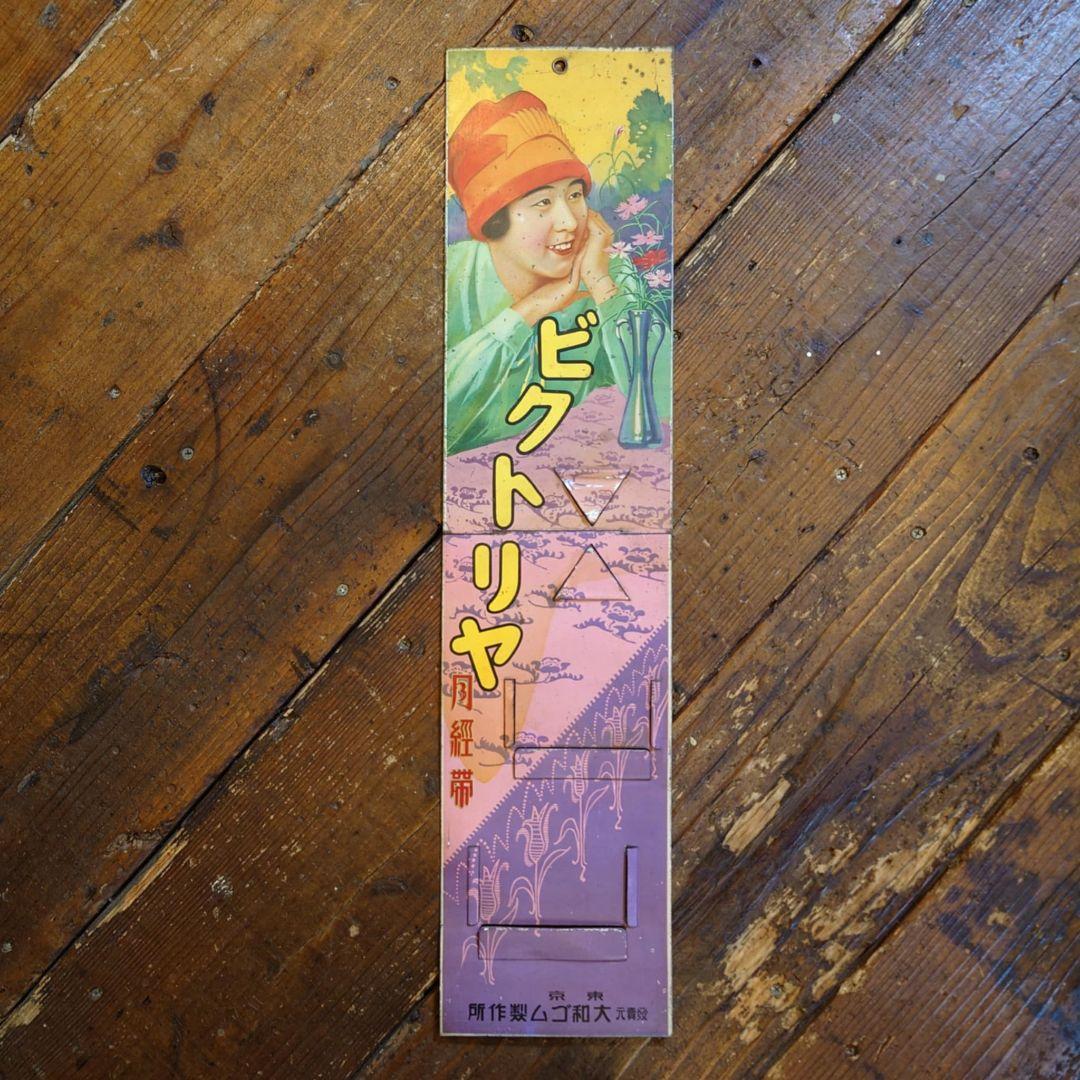 ビクトリヤ
月經帶
東京
發賣元大和ゴム製作所